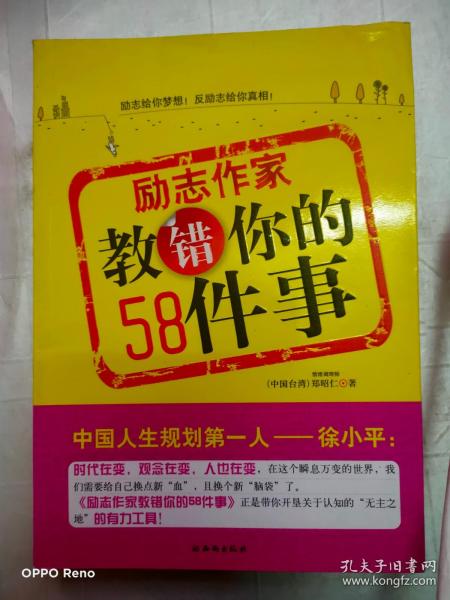 励志给你梦想！反励志给你真相！
励志作家
教错你的
58件事
情绪调理师
（中国台湾）郑昭仁◎著
中国人生规划第一人——徐小平：
时代在变，观念在变，人也在变，在这个瞬息万变的世界，我
们需要给自己换点新“血”，且换个新“脑袋”了。
《励志作家教错你的58件事》正是带你开垦关于认知的“无主之
地”的有力工具！
OPPO Reno
孔夫子旧书网
www.kongfz.com